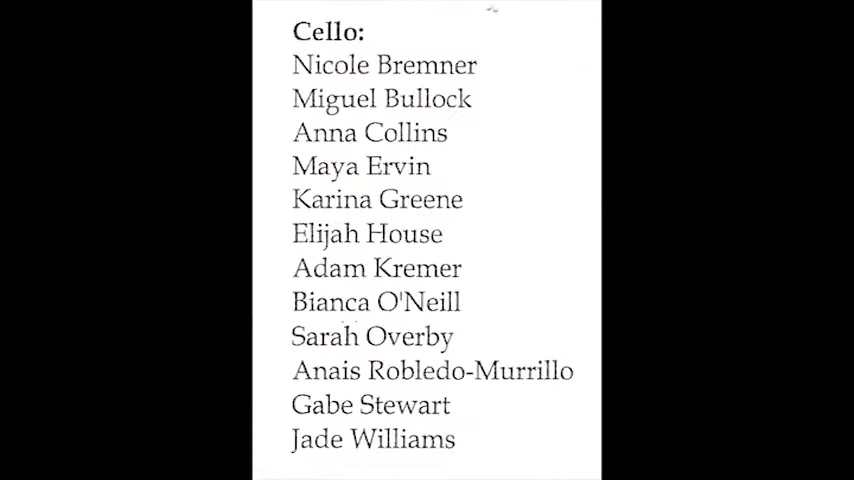 Cello:
Nicole Bremner
Miguel Bullock
Anna Collins
Maya Ervin
Karina Greene
Elijah House
Adam Kremer
Bianca O'Neill
Sarah Overby
Anais Robledo-Murrillo
Gabe Stewart
Jade Williams